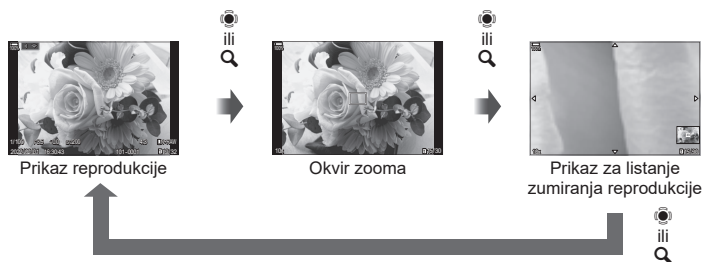 ili
ili
Prikaz reprodukcije
Okvir zooma
Prikaz za listanje
zumiranja reprodukcije
ili